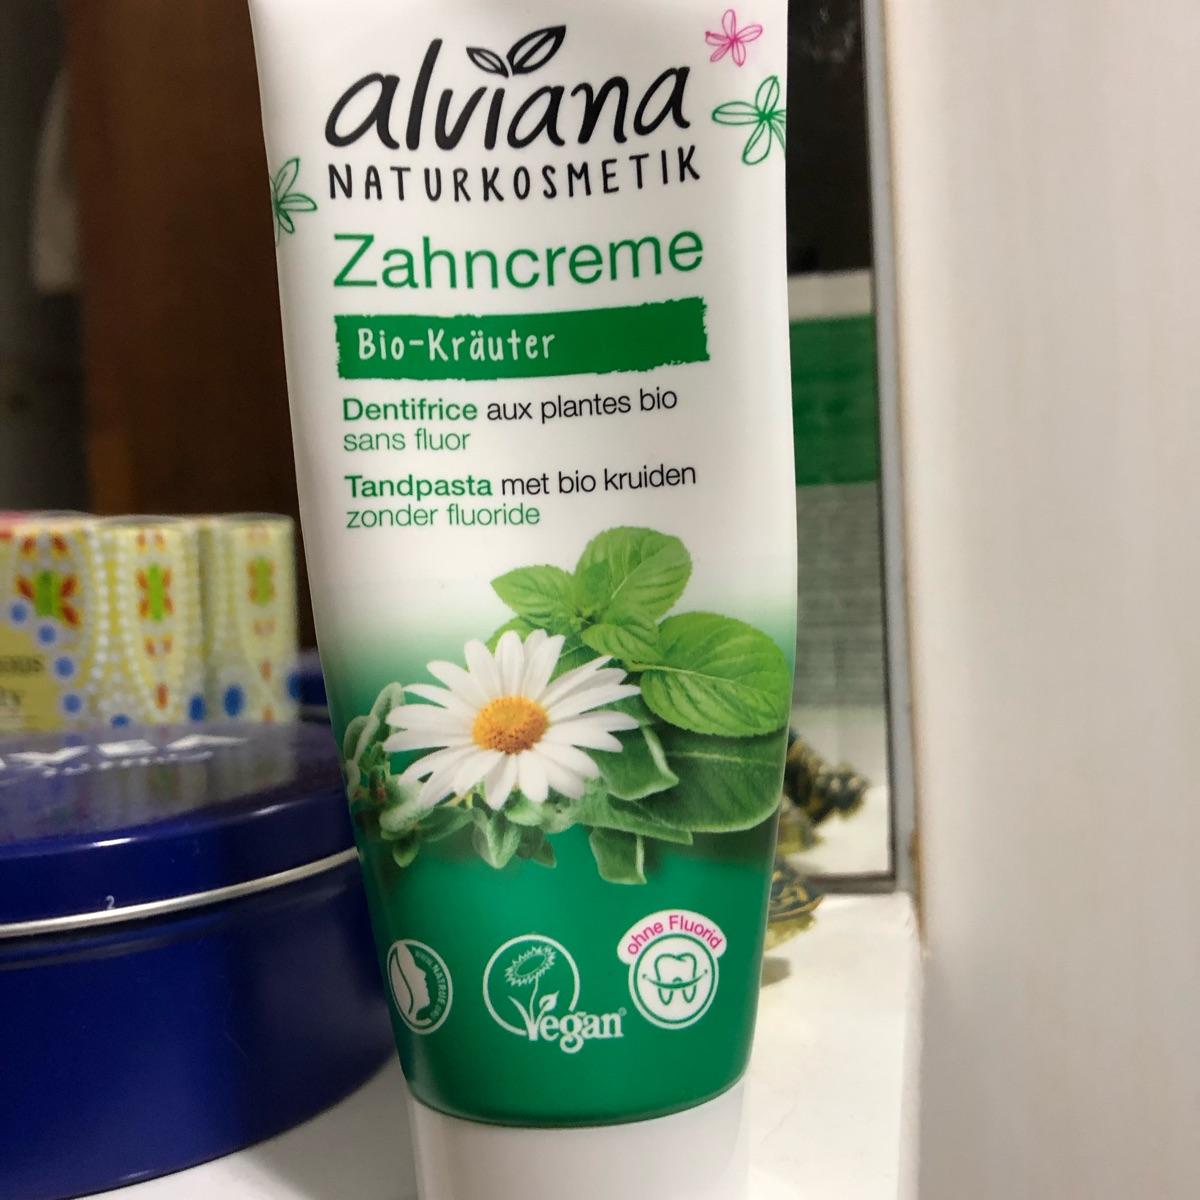 alviana
NATURKOSMETIK
Zahncreme
Bio-Kräuter
Dentifrice aux plantes bio
sans fluor
Tandpasta met bio kruiden
zonder fluoride
ohne Fluorid
Vegan
2